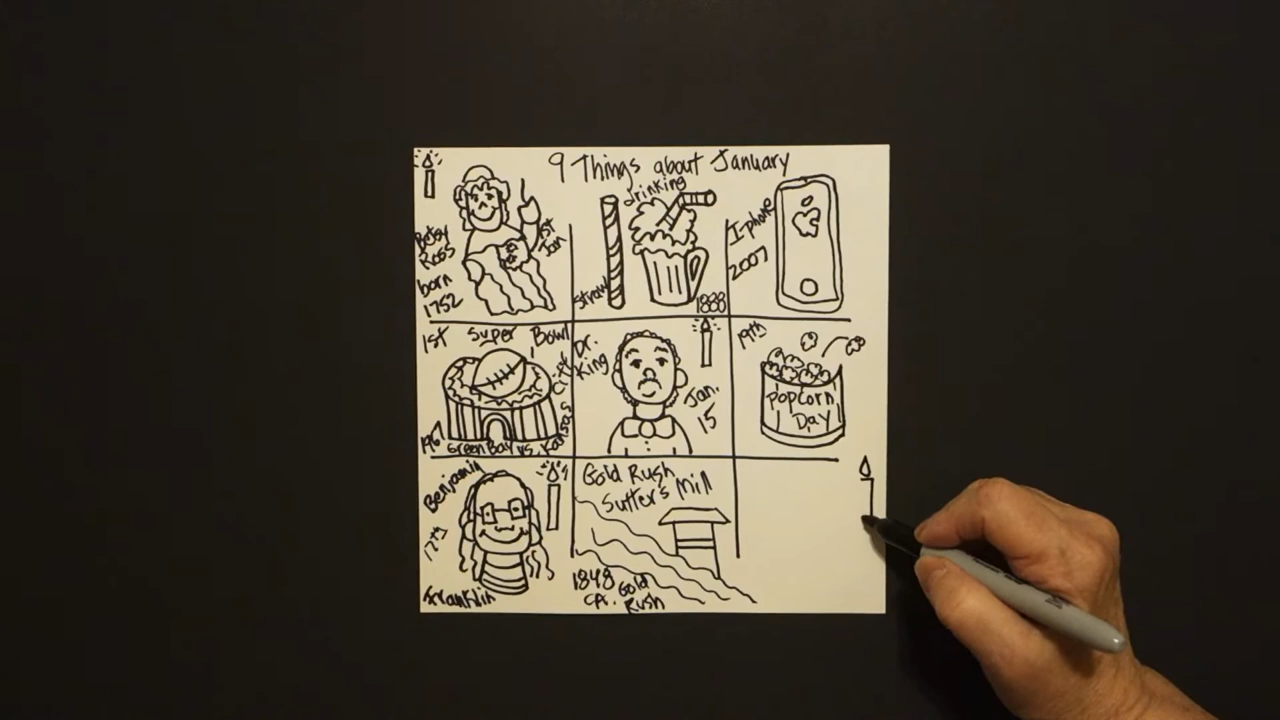 9 Things about January
Betsy
Ross
born
1752
1st
Jan
drinking
Straw
1888
I-phone
2007
1st Super Bowl
1967
Green Bay vs. Kansas
City
Dr.
King
Jan.
15
19th
Popcorn
Day
Benjamin
17th
Franklin
Gold Rush
Sutter's Mill
1848
CA. Gold
Rush